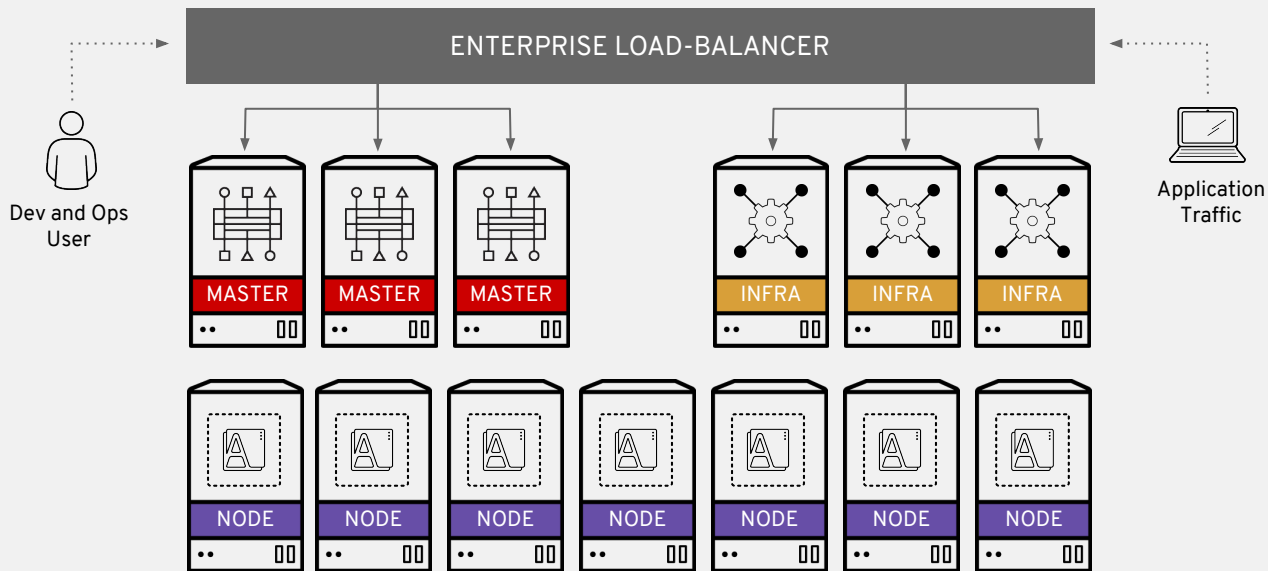 ENTERPRISE LOAD-BALANCER
Dev and Ops
User
Application
Traffic
MASTER
MASTER
MASTER
INFRA
INFRA
INFRA
A
A
A
A
A
A
A
NODE
NODE
NODE
NODE
NODE
NODE
NODE